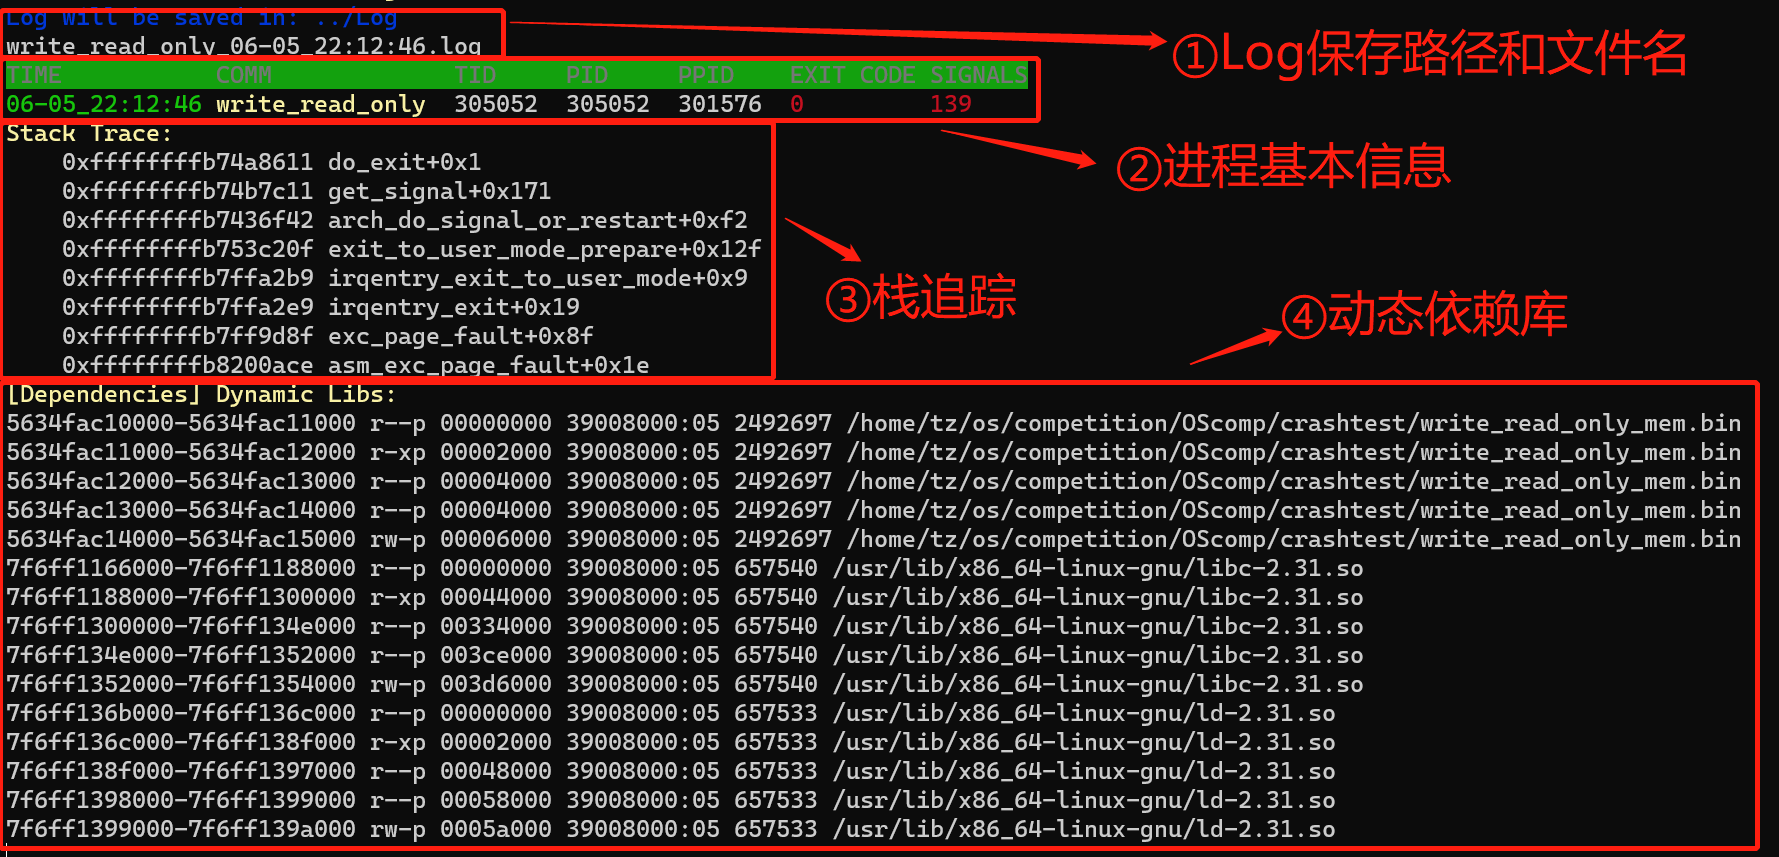 Log will be saved in: ../Log
write_read_only_06-05_22:12:46.log
①Log保存路径和文件名
TIME COMM TID PID PPID EXIT CODE SIGNALS
06-05_22:12:46 write_read_only 305052 305052 301576 0 139
②进程基本信息
Stack Trace:
0xffffffffb74a8611 do_exit+0x1
0xffffffffb74b7c11 get_signal+0x171
0xffffffffb7436f42 arch_do_signal_or_restart+0xf2
0xffffffffb753c20f exit_to_user_mode_prepare+0x12f
0xffffffffb7ffa2b9 irqentry_exit_to_user_mode+0x9
0xffffffffb7ffa2e9 irqentry_exit+0x19
0xffffffffb7ff9d8f exc_page_fault+0x8f
0xffffffffb8200ace asm_exc_page_fault+0x1e
③栈追踪
④动态依赖库
[Dependencies] Dynamic Libs:
5634fac10000-5634fac11000 r--p 00000000 39008000:05 2492697 /home/tz/os/competition/OScomp/crashtest/write_read_only_mem.bin
5634fac11000-5634fac12000 r-xp 00002000 39008000:05 2492697 /home/tz/os/competition/OScomp/crashtest/write_read_only_mem.bin
5634fac12000-5634fac13000 r--p 00004000 39008000:05 2492697 /home/tz/os/competition/OScomp/crashtest/write_read_only_mem.bin
5634fac13000-5634fac14000 r--p 00004000 39008000:05 2492697 /home/tz/os/competition/OScomp/crashtest/write_read_only_mem.bin
5634fac14000-5634fac15000 rw-p 00006000 39008000:05 2492697 /home/tz/os/competition/OScomp/crashtest/write_read_only_mem.bin
7f6ff1166000-7f6ff1188000 r--p 00000000 39008000:05 657540 /usr/lib/x86_64-linux-gnu/libc-2.31.so
7f6ff1188000-7f6ff1300000 r-xp 00044000 39008000:05 657540 /usr/lib/x86_64-linux-gnu/libc-2.31.so
7f6ff1300000-7f6ff134e000 r--p 00334000 39008000:05 657540 /usr/lib/x86_64-linux-gnu/libc-2.31.so
7f6ff134e000-7f6ff1352000 r--p 003ce000 39008000:05 657540 /usr/lib/x86_64-linux-gnu/libc-2.31.so
7f6ff1352000-7f6ff1354000 rw-p 003d6000 39008000:05 657540 /usr/lib/x86_64-linux-gnu/libc-2.31.so
7f6ff136b000-7f6ff136c000 r--p 00000000 39008000:05 657533 /usr/lib/x86_64-linux-gnu/ld-2.31.so
7f6ff136c000-7f6ff138f000 r-xp 00002000 39008000:05 657533 /usr/lib/x86_64-linux-gnu/ld-2.31.so
7f6ff138f000-7f6ff1397000 r--p 00048000 39008000:05 657533 /usr/lib/x86_64-linux-gnu/ld-2.31.so
7f6ff1398000-7f6ff1399000 r--p 00058000 39008000:05 657533 /usr/lib/x86_64-linux-gnu/ld-2.31.so
7f6ff1399000-7f6ff139a000 rw-p 0005a000 39008000:05 657533 /usr/lib/x86_64-linux-gnu/ld-2.31.so